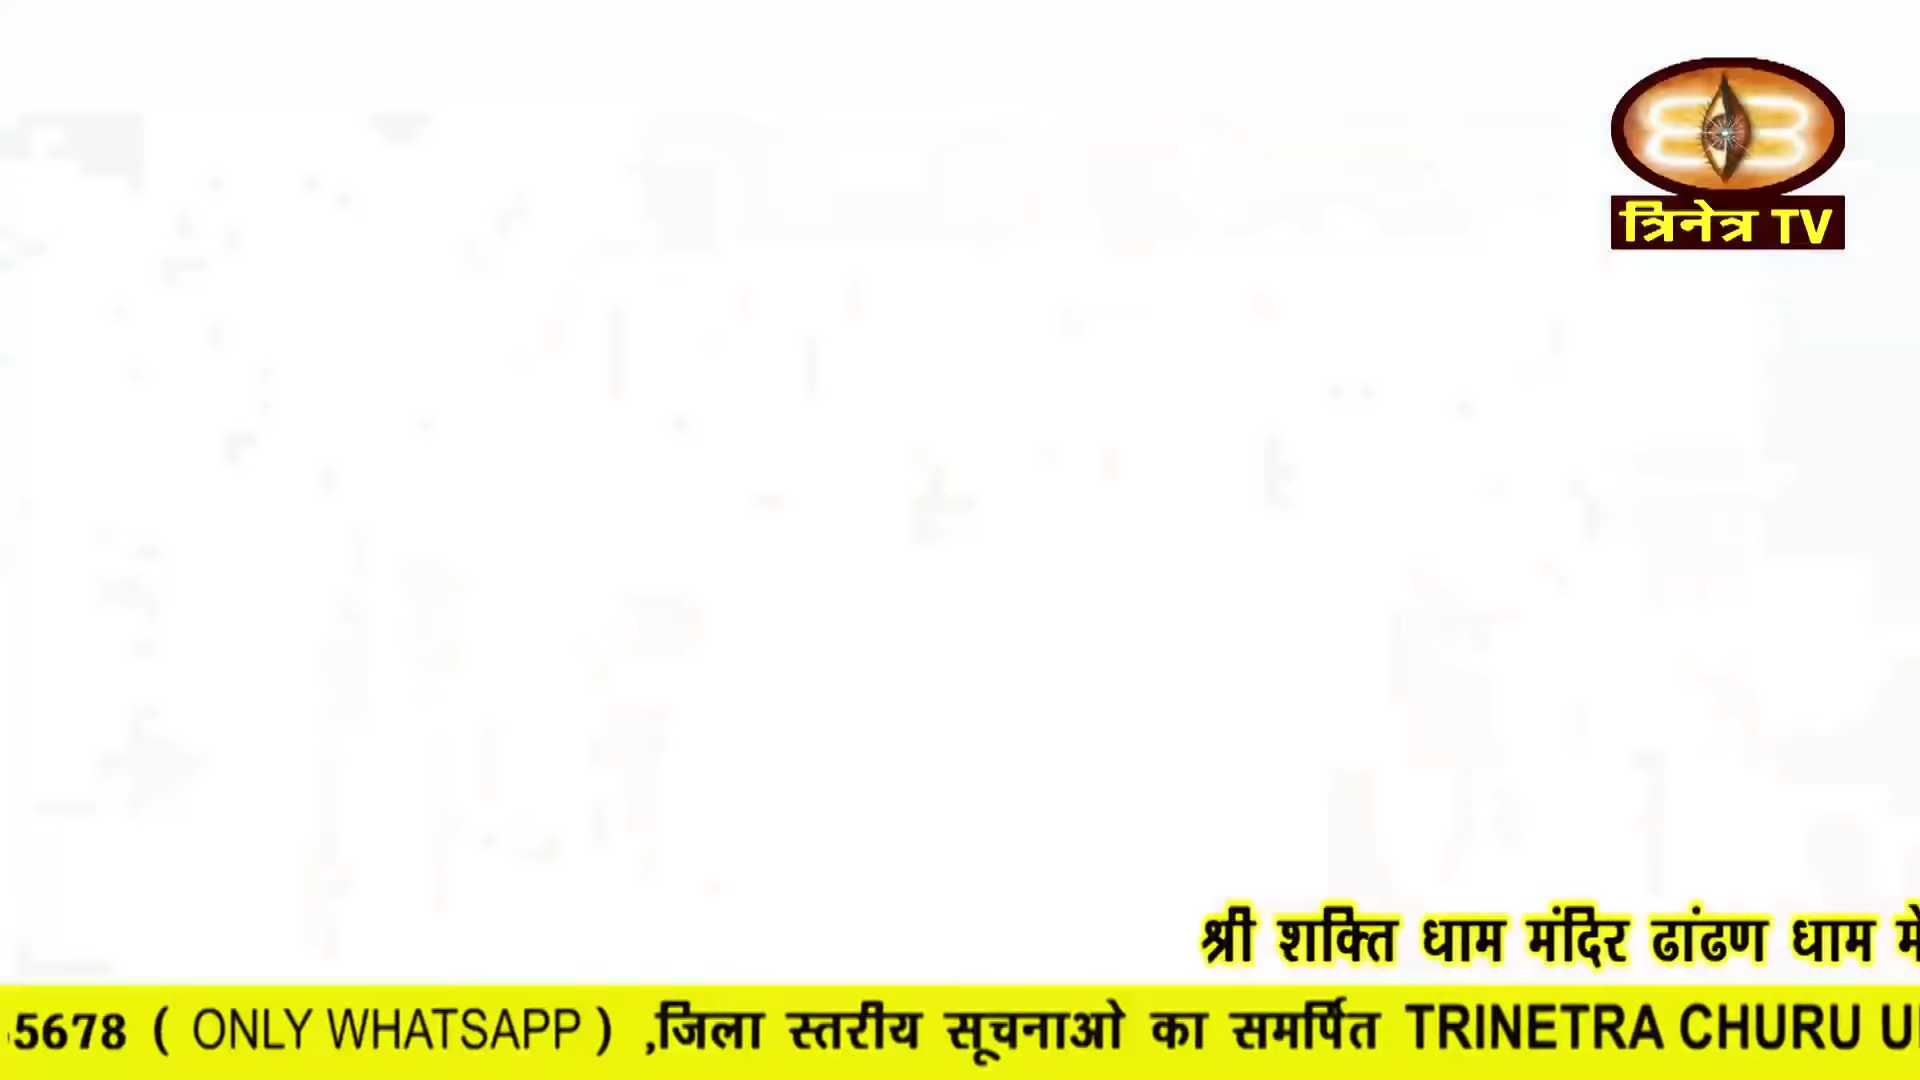 त्रिनेत्र TV
श्री शक्ति धाम मंदिर ढांढण धाम में
5678 ( ONLY WHATSAPP ) ,जिला स्तरीय सूचनाओ का समर्पित TRINETRA CHURU